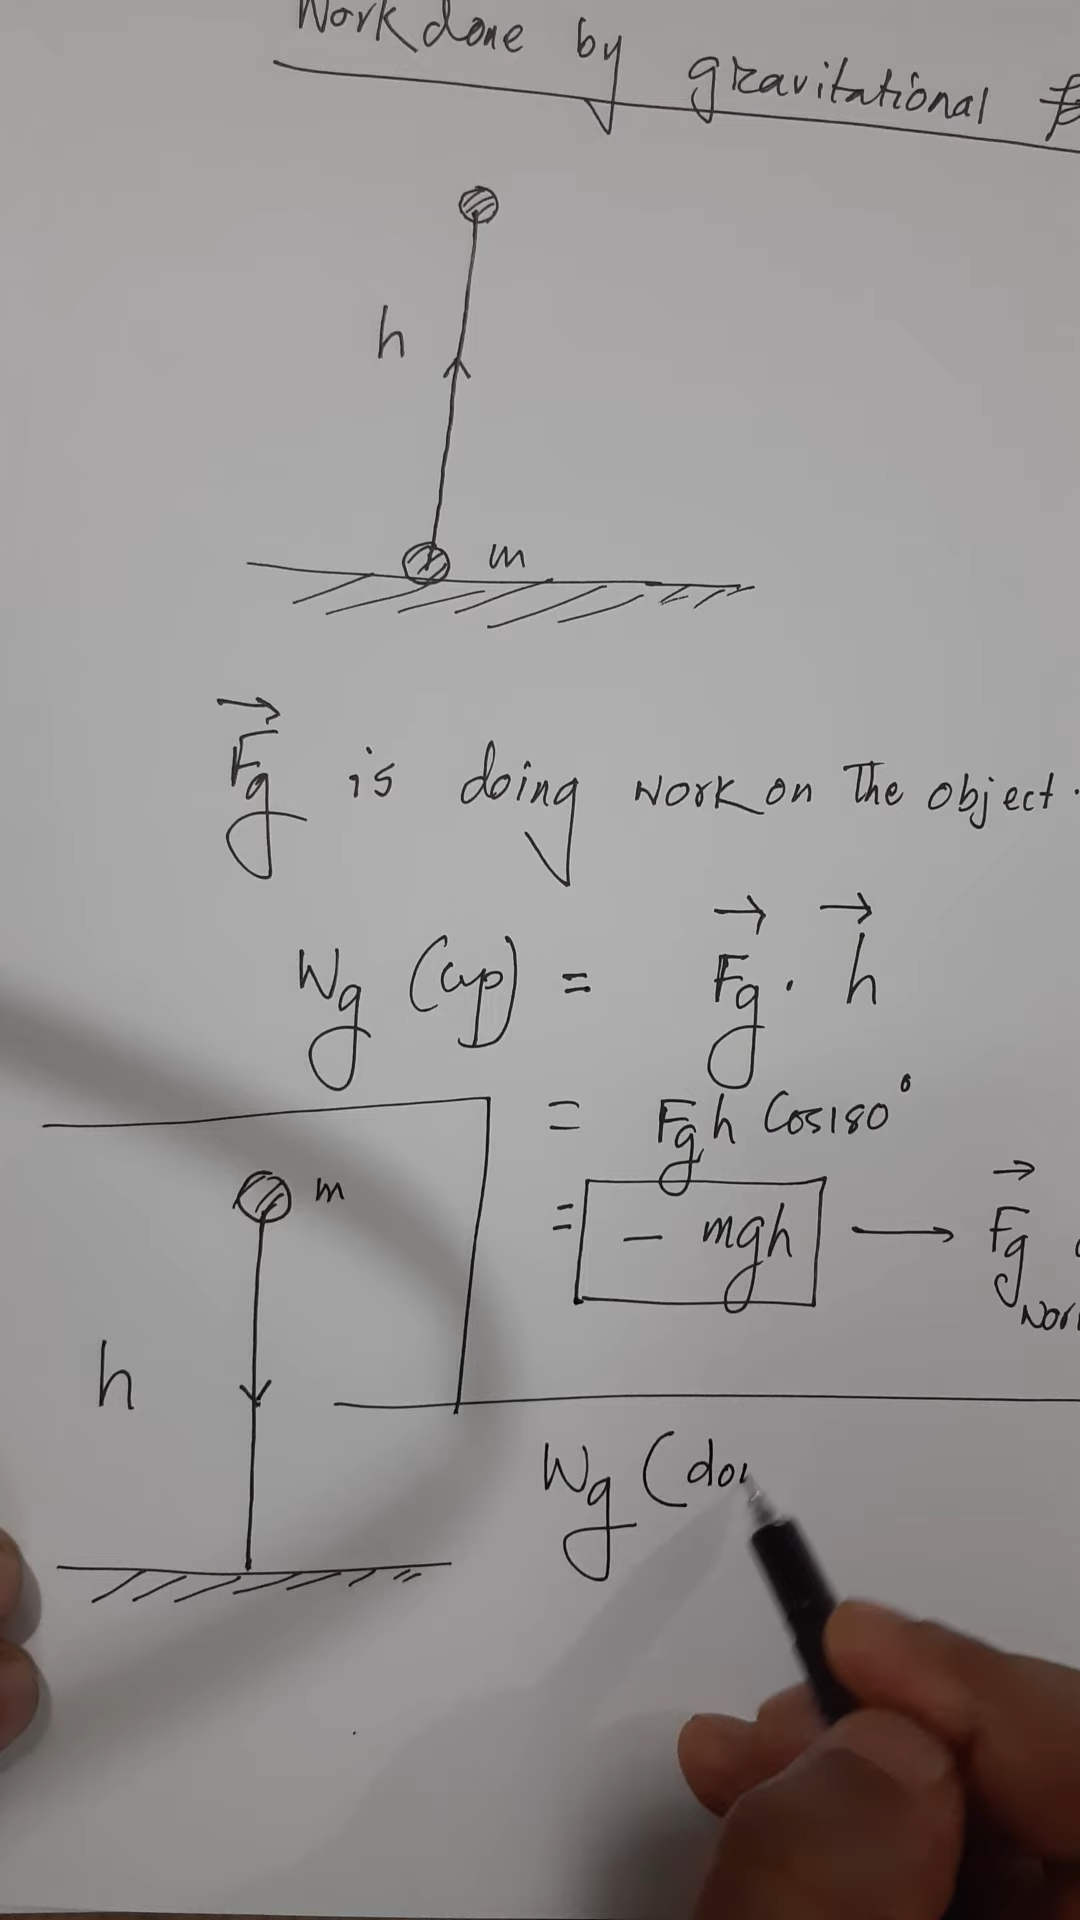 Work done by gravitational
h
m
Fg is doing work on The object.
Wg (up) = Fg . h
= Fg h Cos180°
= - mgh → Fg
m
h
Wg (do